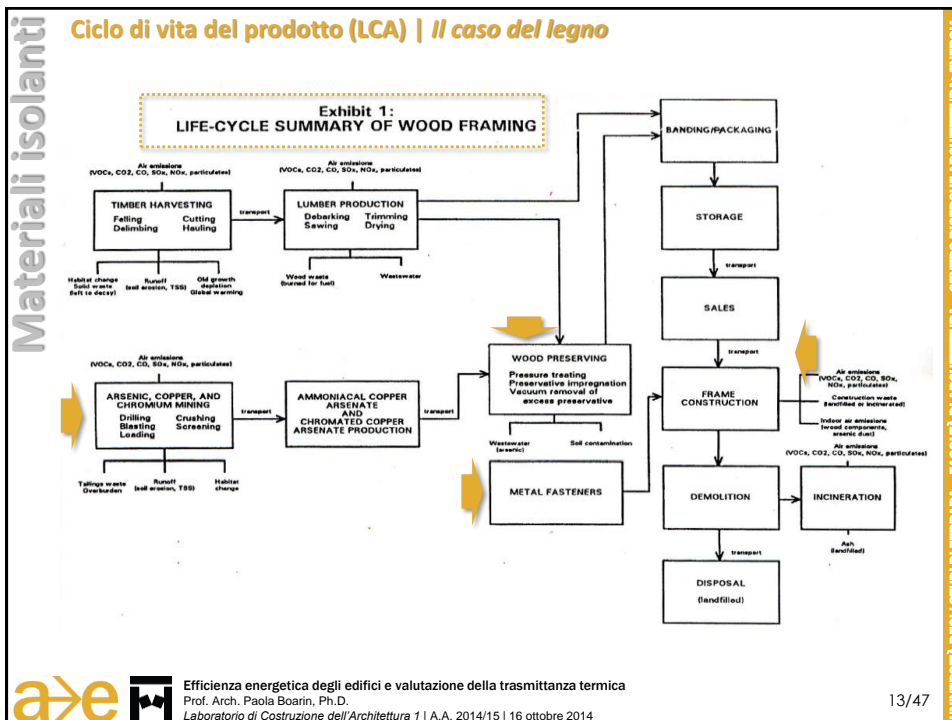 Materiali isolanti
Ciclo di vita del prodotto (LCA) | Il caso del legno
Exhibit 1:
LIFE-CYCLE SUMMARY OF WOOD FRAMING
Air emissions
(VOCs, CO2, CO, SOx, NOx, particulates)
TIMBER HARVESTING
Felling Cutting
Delimbing Hauling
Habitat change
Solid waste
(left to decay)
Runoff
(soil erosion, TSS)
Old growth
depletion
Global warming
transport
Air emissions
(VOCs, CO2, CO, SOx, NOx, particulates)
LUMBER PRODUCTION
Debarking Trimming
Sawing Drying
Wood waste
(burned for fuel)
Wastewater
BANDING/PACKAGING
STORAGE
transport
SALES
transport
Air emissions
(VOCs, CO2, CO, SOx, NOx, particulates)
ARSENIC, COPPER, AND
CHROMIUM MINING
Drilling Crushing
Blasting Screening
Loading
Tailings waste
Overburden
Runoff
(soil erosion, TSS)
Habitat
change
transport
AMMONIACAL COPPER
ARSENATE
AND
CHROMATED COPPER
ARSENATE PRODUCTION
transport
WOOD PRESERVING
Pressure treating
Preservative impregnation
Vacuum removal of
excess preservative
Wastewater
(arsenic)
Soil contamination
METAL FASTENERS
FRAME
CONSTRUCTION
Air emissions
(VOCs, CO2, CO, SOx,
NOx, particulates)
Construction waste
(landfilled or incinerated)
Indoor air emissions
(wood components,
arsenic dust)
DEMOLITION
Air emissions
(VOCs, CO2, CO, SOx, NOx, particulates)
INCINERATION
Ash
(landfilled)
transport
DISPOSAL
(landfilled)
a>e
Efficienza energetica degli edifici e valutazione della trasmittanza termica
Prof. Arch. Paola Boarin, Ph.D.
Laboratorio di Costruzione dell'Architettura 1 | A.A. 2014/15 | 16 ottobre 2014
13/47